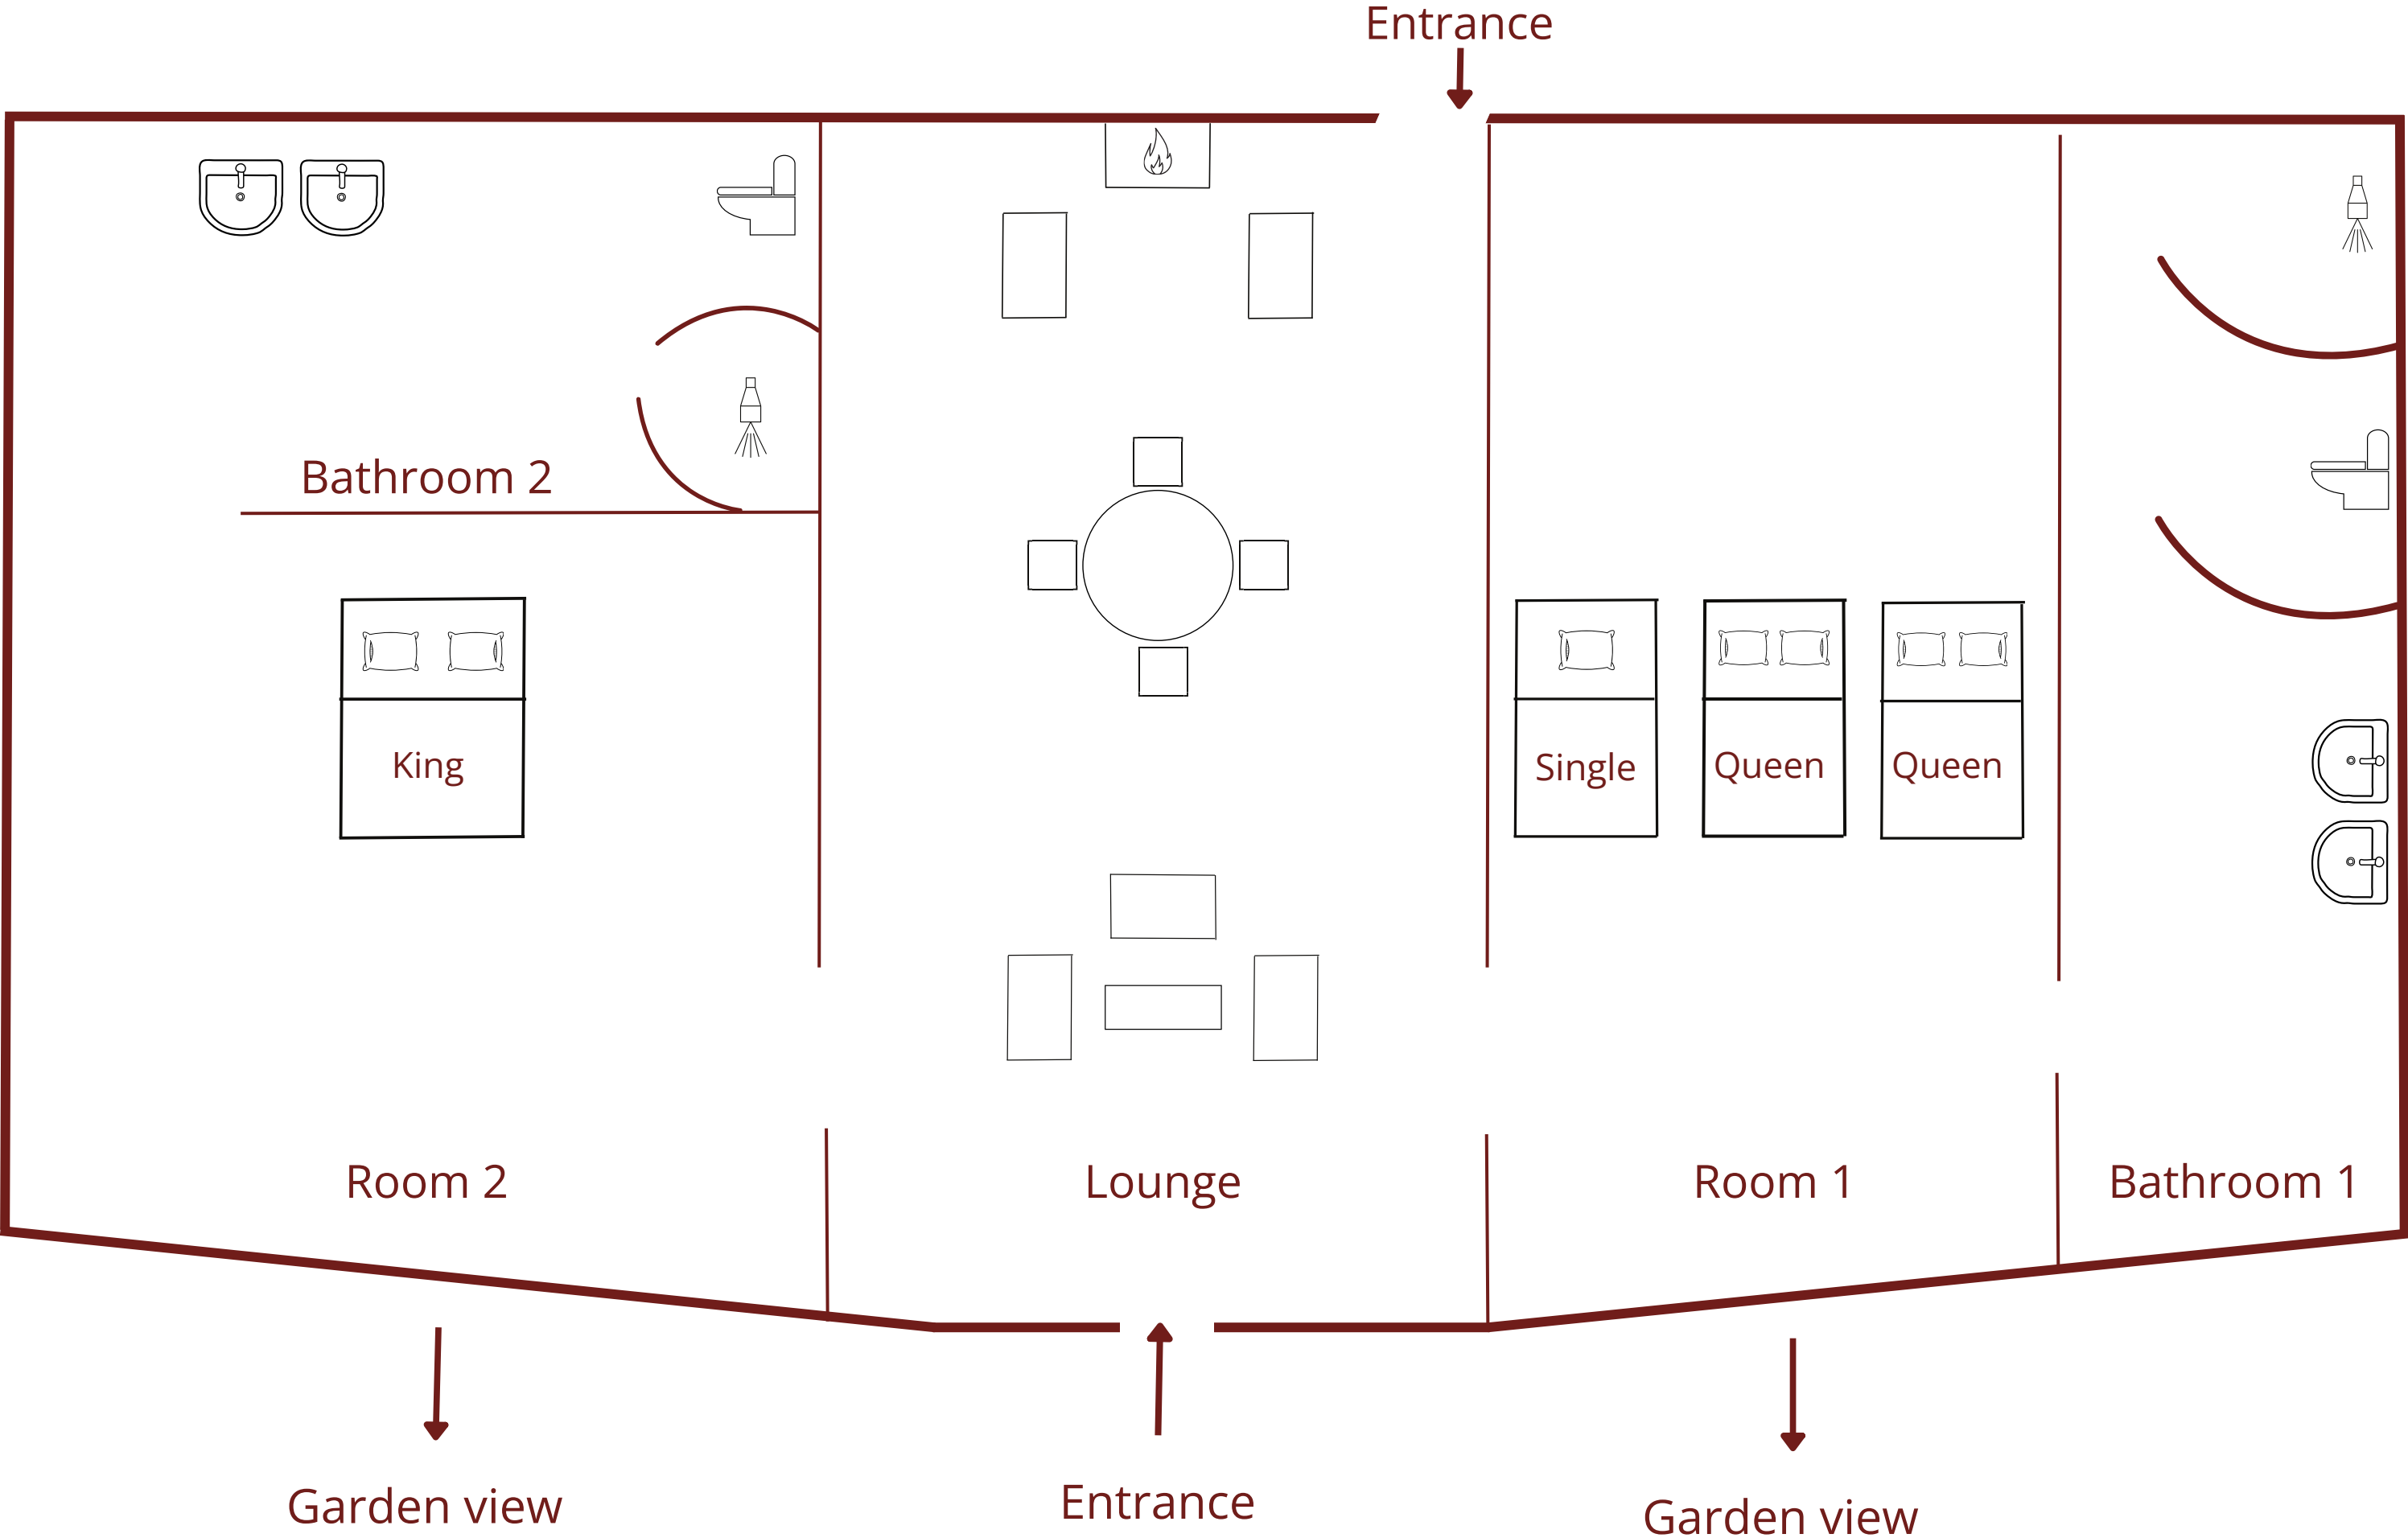 Entrance
Bathroom 2
King
Single
Queen
Queen
Room 2
Lounge
Room 1
Bathroom 1
Garden view
Entrance
Garden view